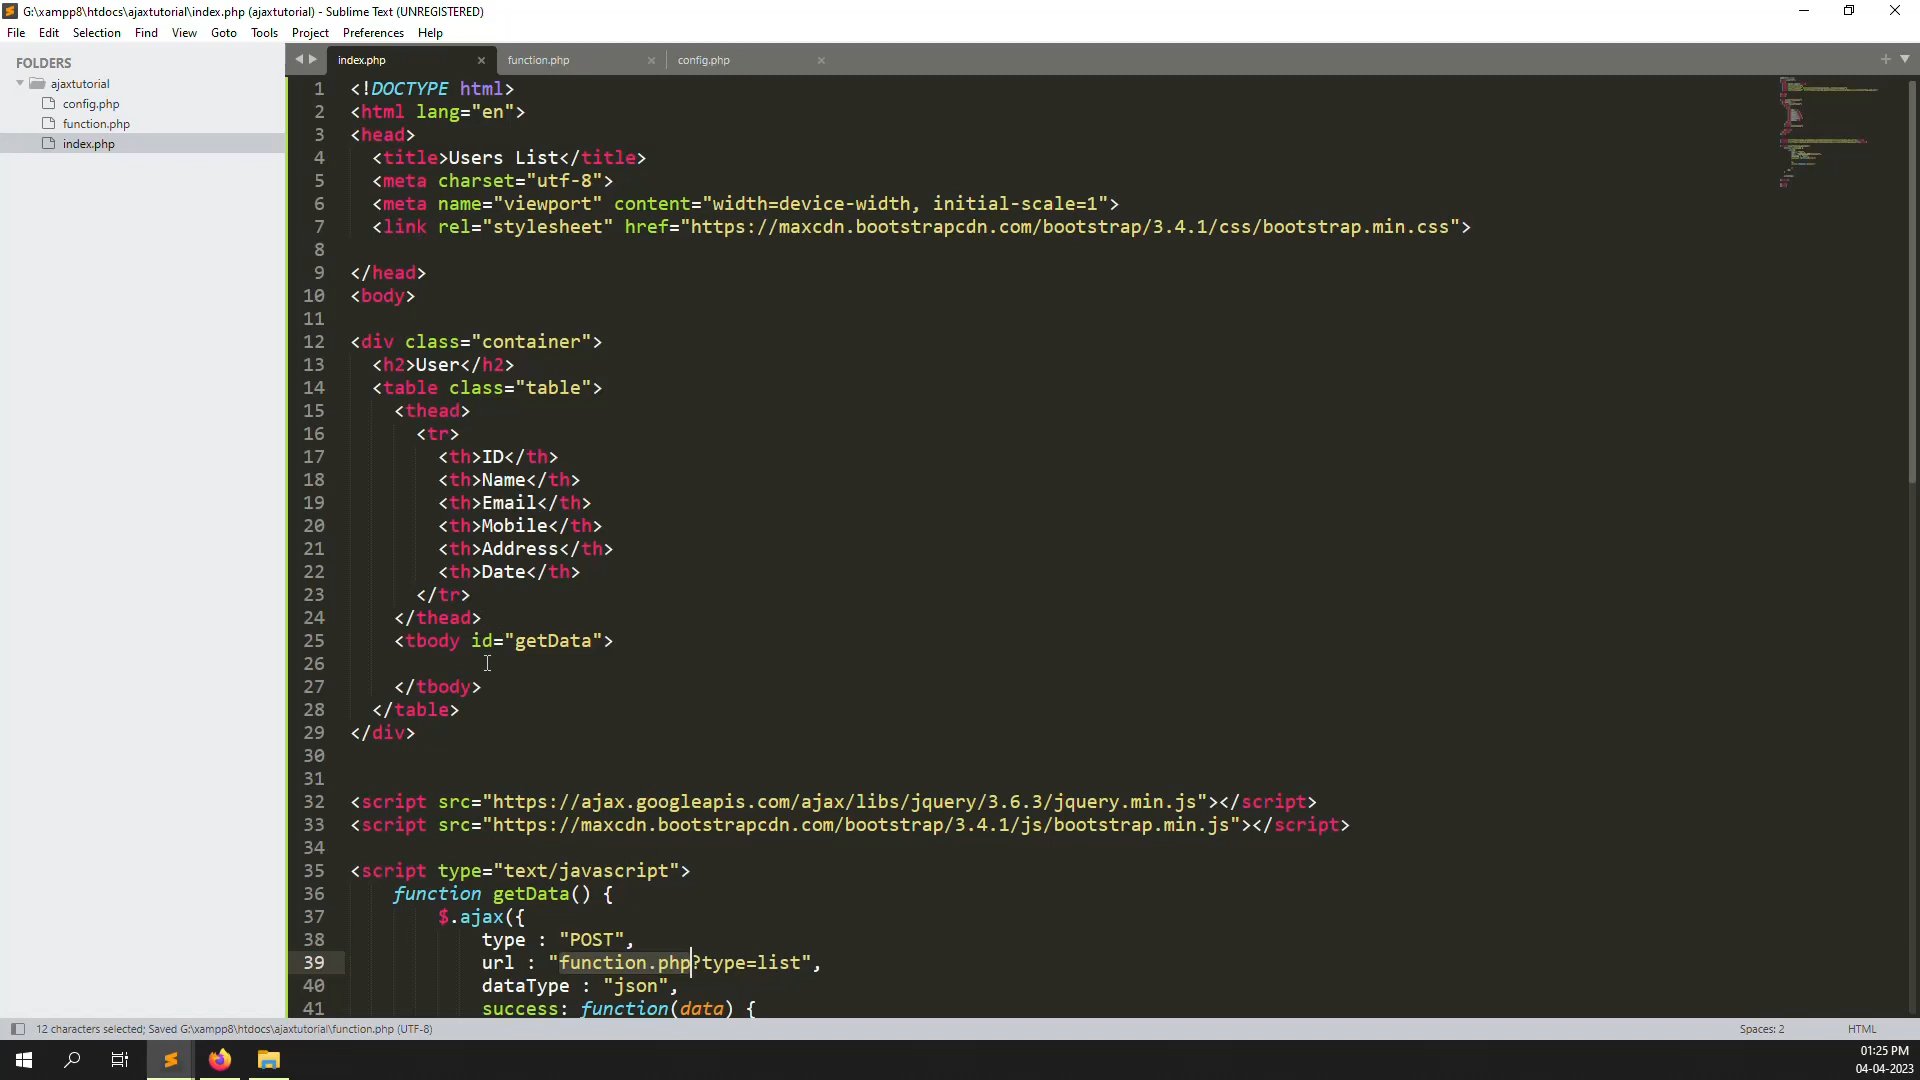 G:\xampp8\htdocs\ajaxtutorial\index.php (ajaxtutorial) - Sublime Text (UNREGISTERED)
File Edit Selection Find View Goto Tools Project Preferences Help
FOLDERS
ajaxtutorial
config.php
function.php
index.php
index.php × function.php × config.php ×
1 <!DOCTYPE html>
2 <html lang="en">
3 <head>
4 <title>Users List</title>
5 <meta charset="utf-8">
6 <meta name="viewport" content="width=device-width, initial-scale=1">
7 <link rel="stylesheet" href="https://maxcdn.bootstrapcdn.com/bootstrap/3.4.1/css/bootstrap.min.css">
8
9 </head>
10 <body>
11
12 <div class="container">
13 <h2>User</h2>
14 <table class="table">
15 <thead>
16 <tr>
17 <th>ID</th>
18 <th>Name</th>
19 <th>Email</th>
20 <th>Mobile</th>
21 <th>Address</th>
22 <th>Date</th>
23 </tr>
24 </thead>
25 <tbody id="getData">
26
27 </tbody>
28 </table>
29 </div>
30
31
32 <script src="https://ajax.googleapis.com/ajax/libs/jquery/3.6.3/jquery.min.js"></script>
33 <script src="https://maxcdn.bootstrapcdn.com/bootstrap/3.4.1/js/bootstrap.min.js"></script>
34
35 <script type="text/javascript">
36 function getData() {
37 $.ajax({
38 type : "POST",
39 url : "function.php?type=list",
40 dataType : "json",
41 success: function(data) {
12 characters selected; Saved G:\xampp8\htdocs\ajaxtutorial\function.php (UTF-8)
Spaces: 2 HTML
01:25 PM
04-04-2023